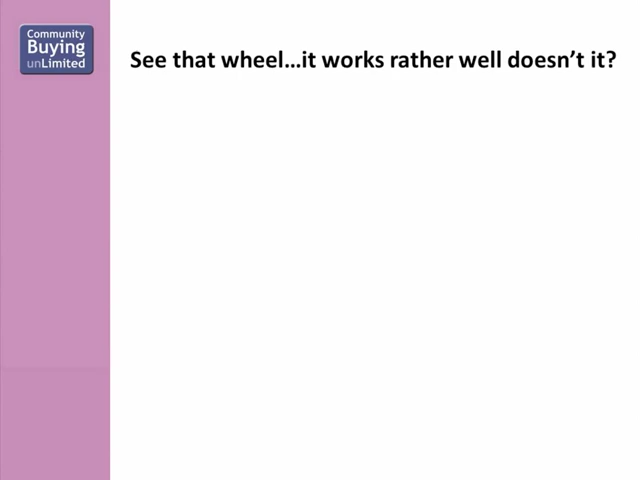 Community
Buying
unLimited
See that wheel…it works rather well doesn’t it?